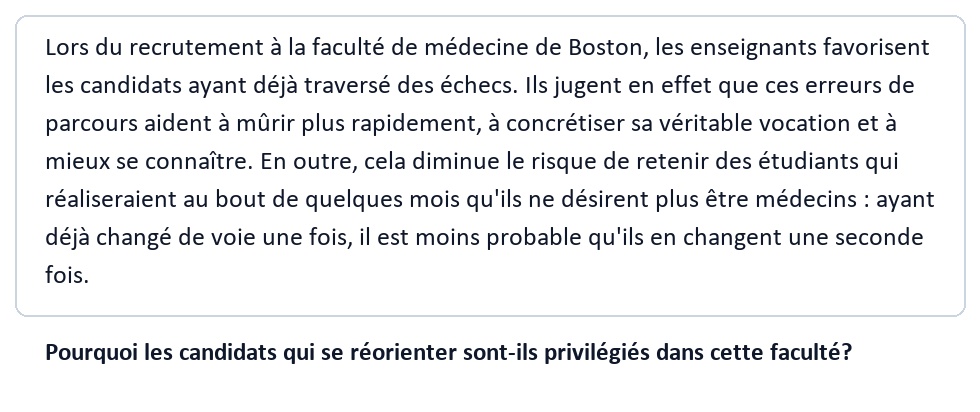 Lors du recrutement à la faculté de médecine de Boston, les enseignants favorisent
les candidats ayant déjà traversé des échecs. Ils jugent en effet que ces erreurs de
parcours aident à mûrir plus rapidement, à concrétiser sa véritable vocation et à
mieux se connaître. En outre, cela diminue le risque de retenir des étudiants qui
réaliseraient au bout de quelques mois qu'ils ne désirent plus être médecins : ayant
déjà changé de voie une fois, il est moins probable qu'ils en changent une seconde
fois.
Pourquoi les candidats qui se réorienter sont-ils privilégiés dans cette faculté?